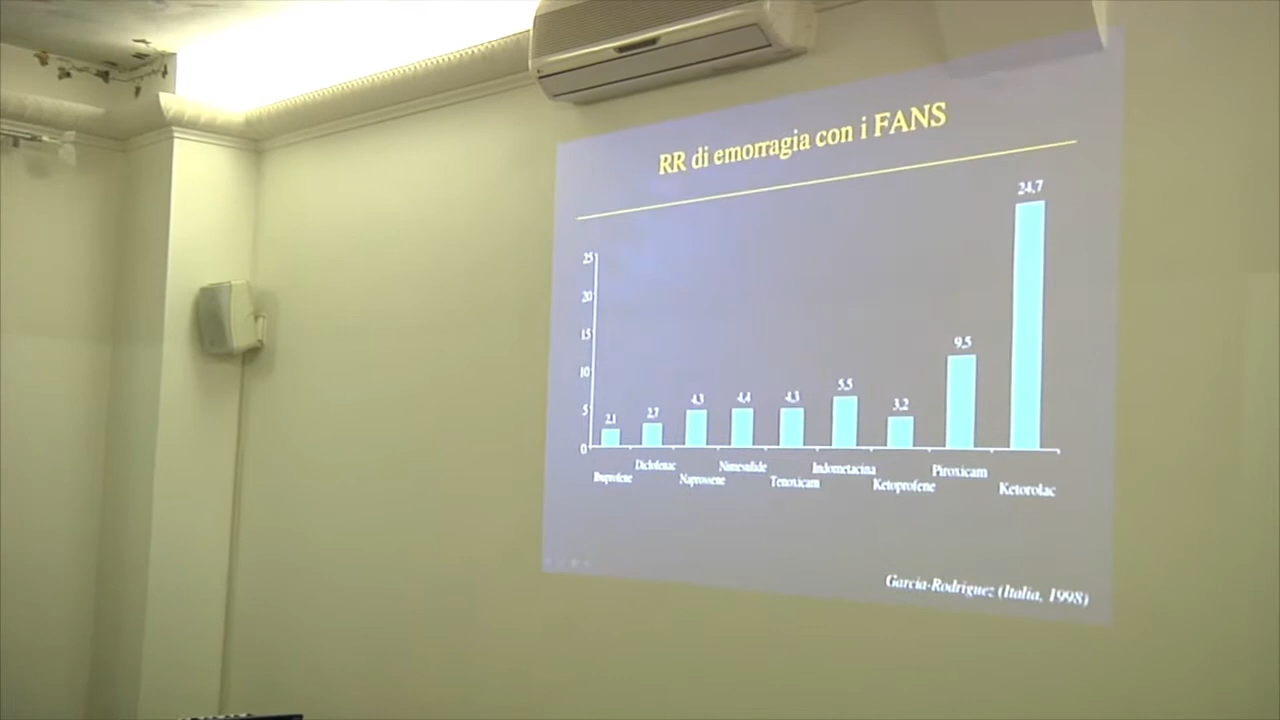 RR di emorragia con i FANS
24,7
25
20
15
10
5
0
2,1
2,7
4,3
4,4
4,3
5,5
3,2
9,5
Ibuprofene
Diclofenac
Naprossene
Nimesulide
Tenoxicam
Indometacina
Ketoprofene
Piroxicam
Ketorolac
Garcia-Rodriguez (Italia, 1998)